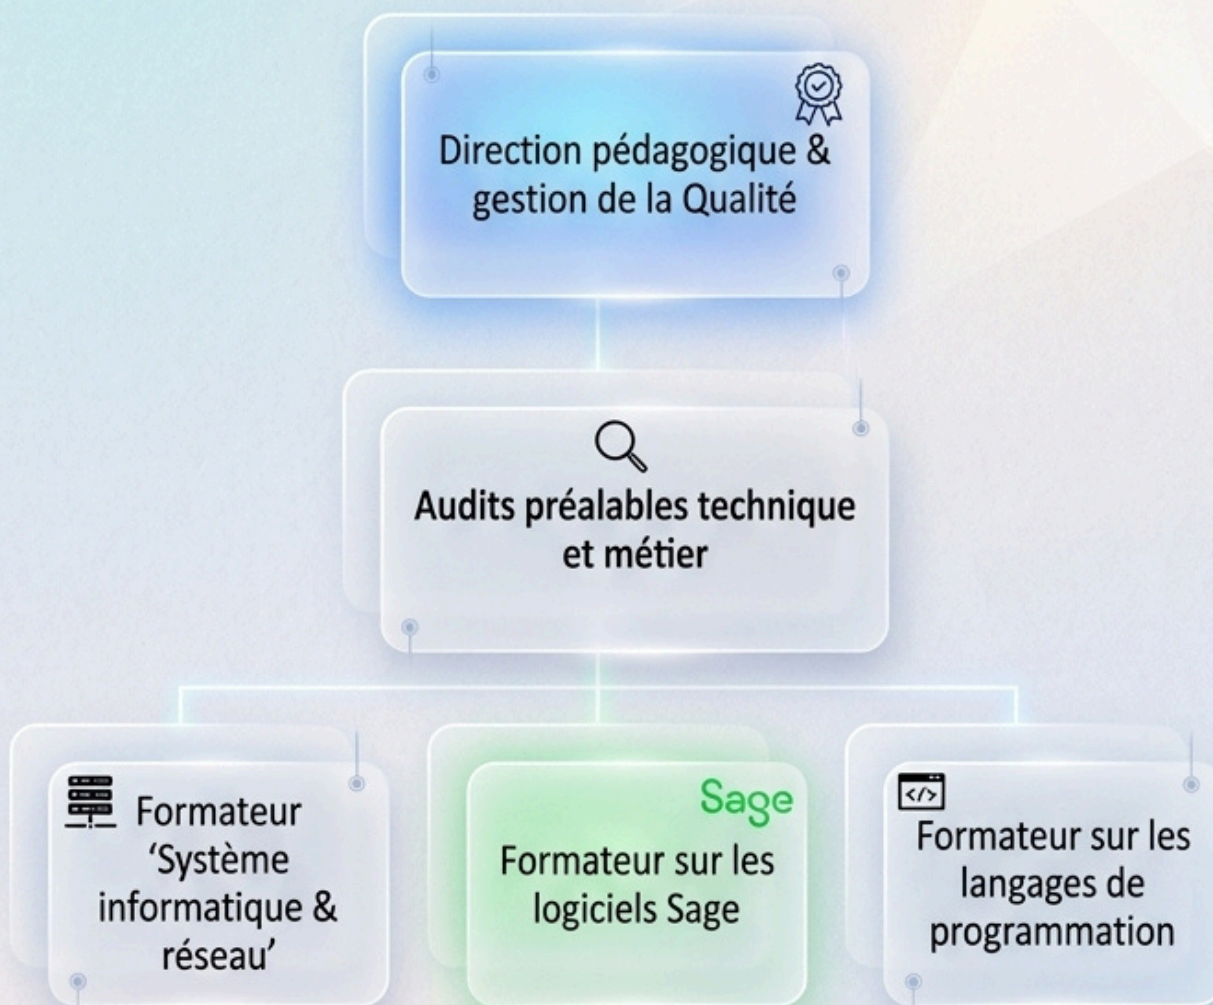 Direction pédagogique &
gestion de la Qualité
Audits préalables technique
et métier
Formateur
‘Système
informatique &
réseau’
Sage
Formateur sur les
logiciels Sage
</>
Formateur sur les
langages de
programmation